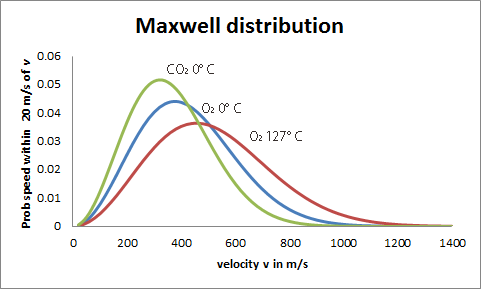 Maxwell distribution
Prob speed within 20 m/s of v
0.06
0.05
0.04
0.03
0.02
0.01
0
CO₂ 0° C
O₂ 0° C
O₂ 127° C
0 200 400 600 800 1000 1200 1400
velocity v in m/s